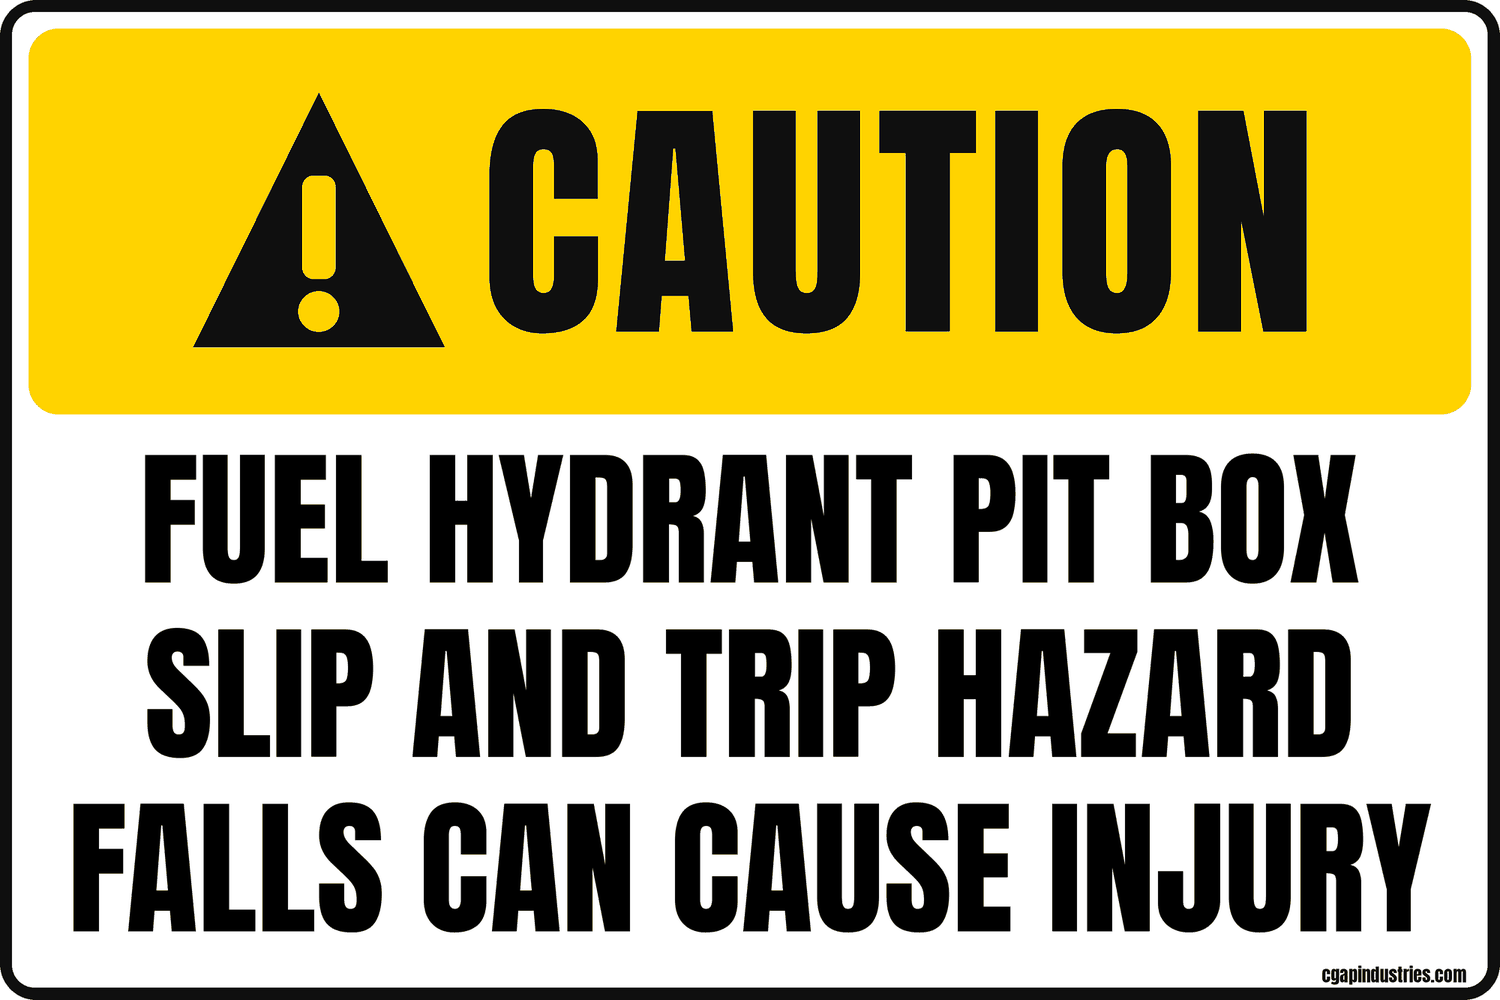 CAUTION
FUEL HYDRANT PIT BOX
SLIP AND TRIP HAZARD
FALLS CAN CAUSE INJURY
cgapindustries.com